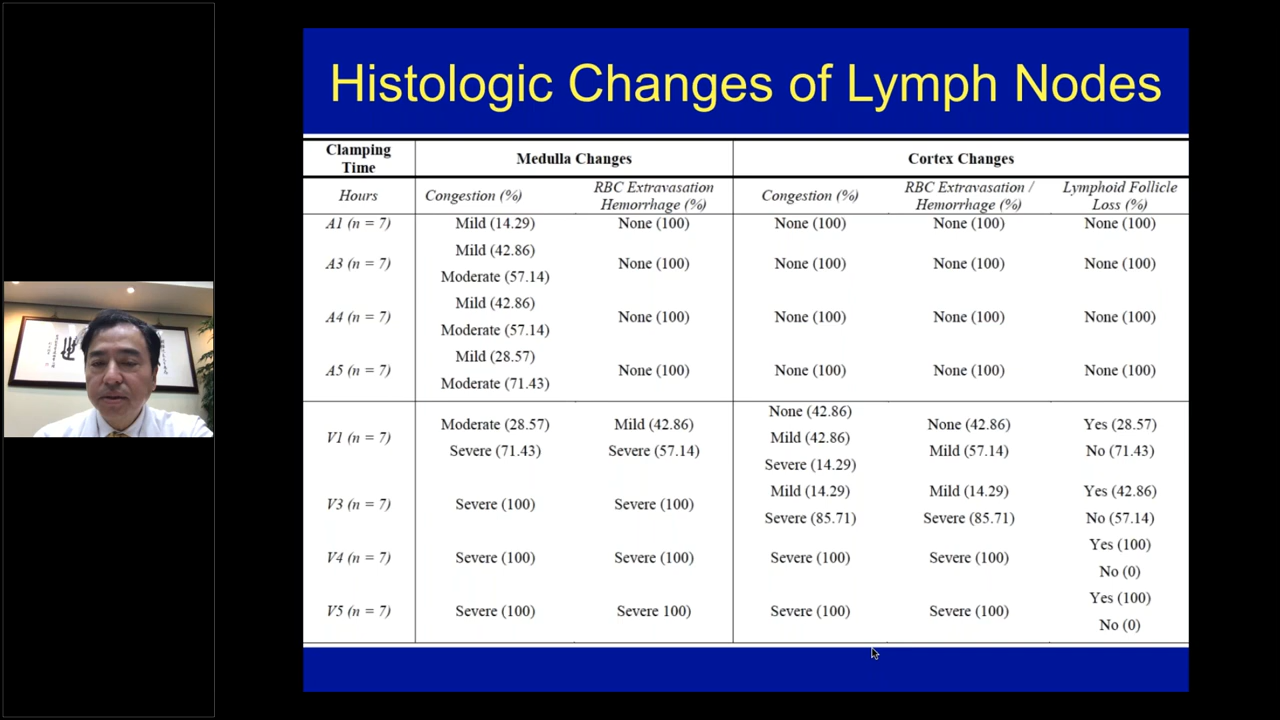 Histologic Changes of Lymph Nodes
Clamping Time Medulla Changes Cortex Changes
Hours Congestion (%) RBC Extravasation Hemorrhage (%) Congestion (%) RBC Extravasation / Hemorrhage (%) Lymphoid Follicle Loss (%)
A1 (n = 7) Mild (14.29) None (100) None (100) None (100) None (100)
A3 (n = 7) Mild (42.86) Moderate (57.14) None (100) None (100) None (100) None (100)
A4 (n = 7) Mild (42.86) Moderate (57.14) None (100) None (100) None (100) None (100)
A5 (n = 7) Mild (28.57) Moderate (71.43) None (100) None (100) None (100) None (100)
V1 (n = 7) Moderate (28.57) Severe (71.43) Mild (42.86) Severe (57.14) None (42.86) Mild (42.86) Severe (14.29) None (42.86) Mild (57.14) Yes (28.57) No (71.43)
V3 (n = 7) Severe (100) Severe (100) Mild (14.29) Severe (85.71) Mild (14.29) Severe (85.71) Yes (42.86) No (57.14)
V4 (n = 7) Severe (100) Severe (100) Severe (100) Severe (100) Yes (100) No (0)
V5 (n = 7) Severe (100) Severe 100) Severe (100) Severe (100) Yes (100) No (0)